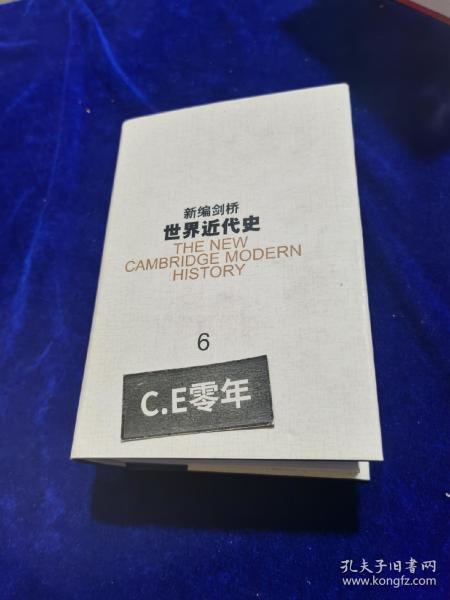 新编剑桥
世界近代史
THE NEW
CAMBRIDGE MODERN
HISTORY
6
C.E零年
孔夫子旧书网
www.kongfz.com